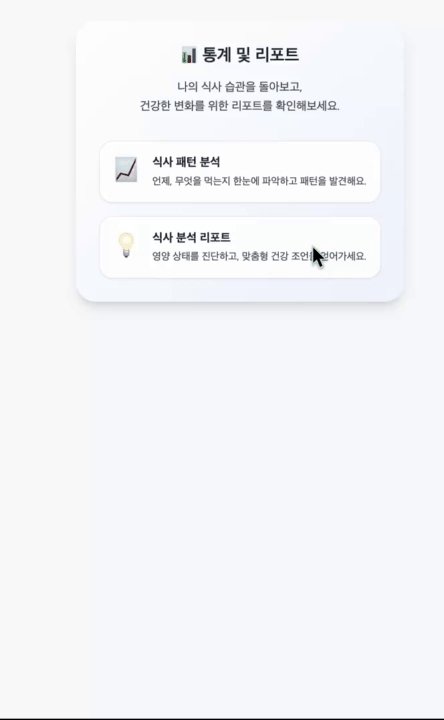 통계 및 리포트
나의 식사 습관을 돌아보고,
건강한 변화를 위한 리포트를 확인해보세요.
식사 패턴 분석
언제, 무엇을 먹는지 한눈에 파악하고 패턴을 발견해요.
식사 분석 리포트
영양 상태를 진단하고, 맞춤형 건강 조언을 얻어가세요.